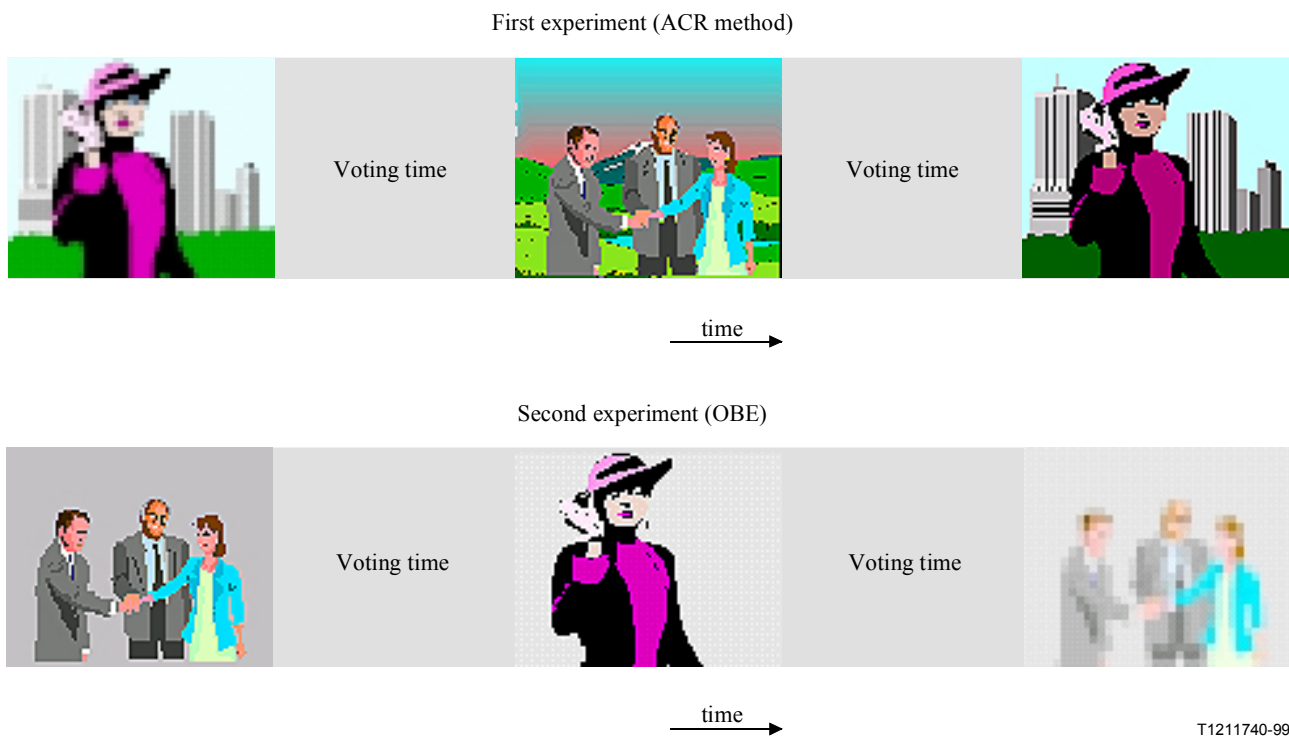 First experiment (ACR method)
Voting time
Voting time
time
Second experiment (OBE)
Voting time
Voting time
time
T1211740-99